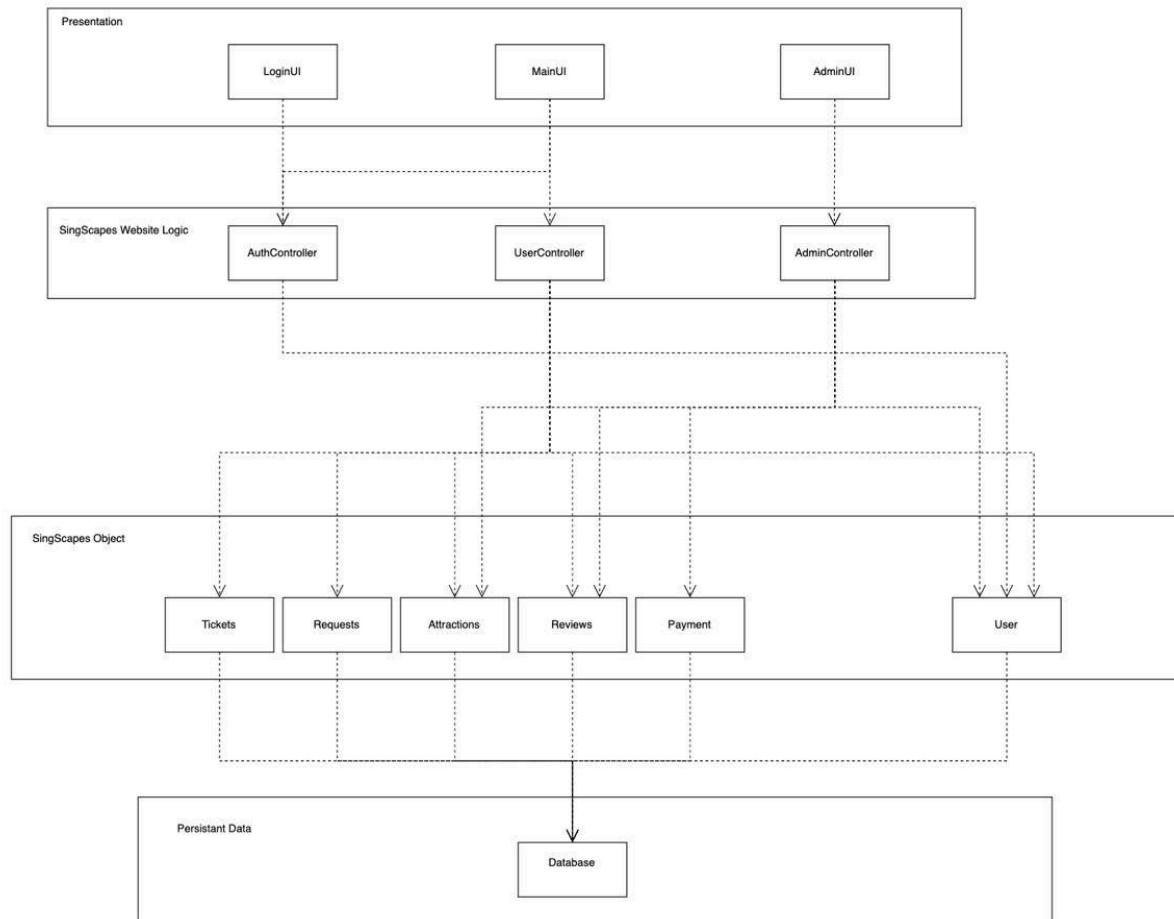 Presentation
LoginUI
MainUI
AdminUI
SingScapes Website Logic
AuthController
UserController
AdminController
SingScapes Object
Tickets
Requests
Attractions
Reviews
Payment
User
Persistant Data
Database